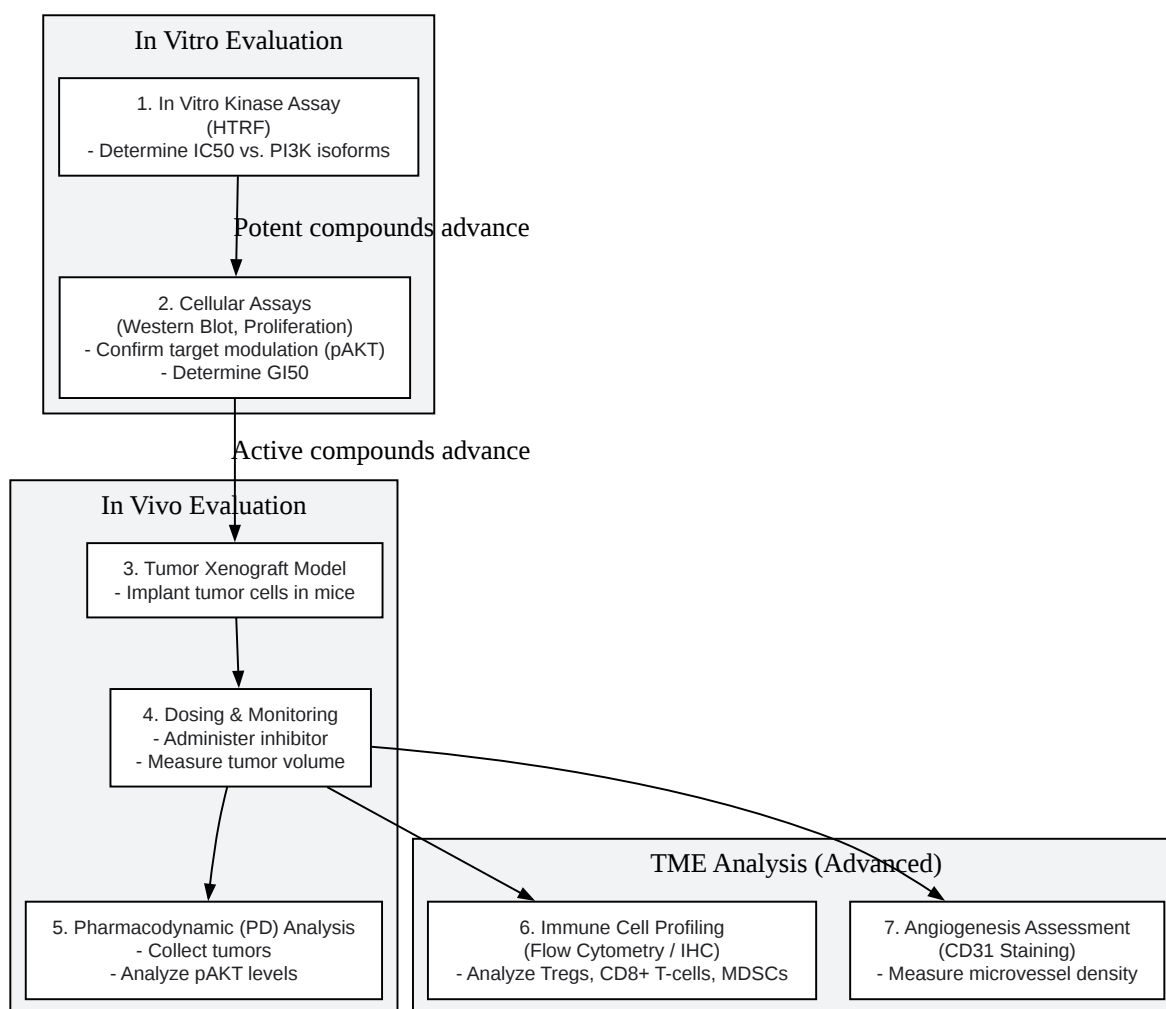 In Vitro Evaluation
1. In Vitro Kinase Assay
(HTRF)
- Determine IC50 vs. PI3K isoforms
Potent compounds advance
2. Cellular Assays
(Western Blot, Proliferation)
- Confirm target modulation (pAKT)
- Determine GI50
Active compounds advance
In Vivo Evaluation
3. Tumor Xenograft Model
- Implant tumor cells in mice
4. Dosing & Monitoring
- Administer inhibitor
- Measure tumor volume
5. Pharmacodynamic (PD) Analysis
- Collect tumors
- Analyze pAKT levels
TME Analysis (Advanced)
6. Immune Cell Profiling
(Flow Cytometry / IHC)
- Analyze Tregs, CD8+ T-cells, MDSCs
7. Angiogenesis Assessment
(CD31 Staining)
- Measure microvessel density